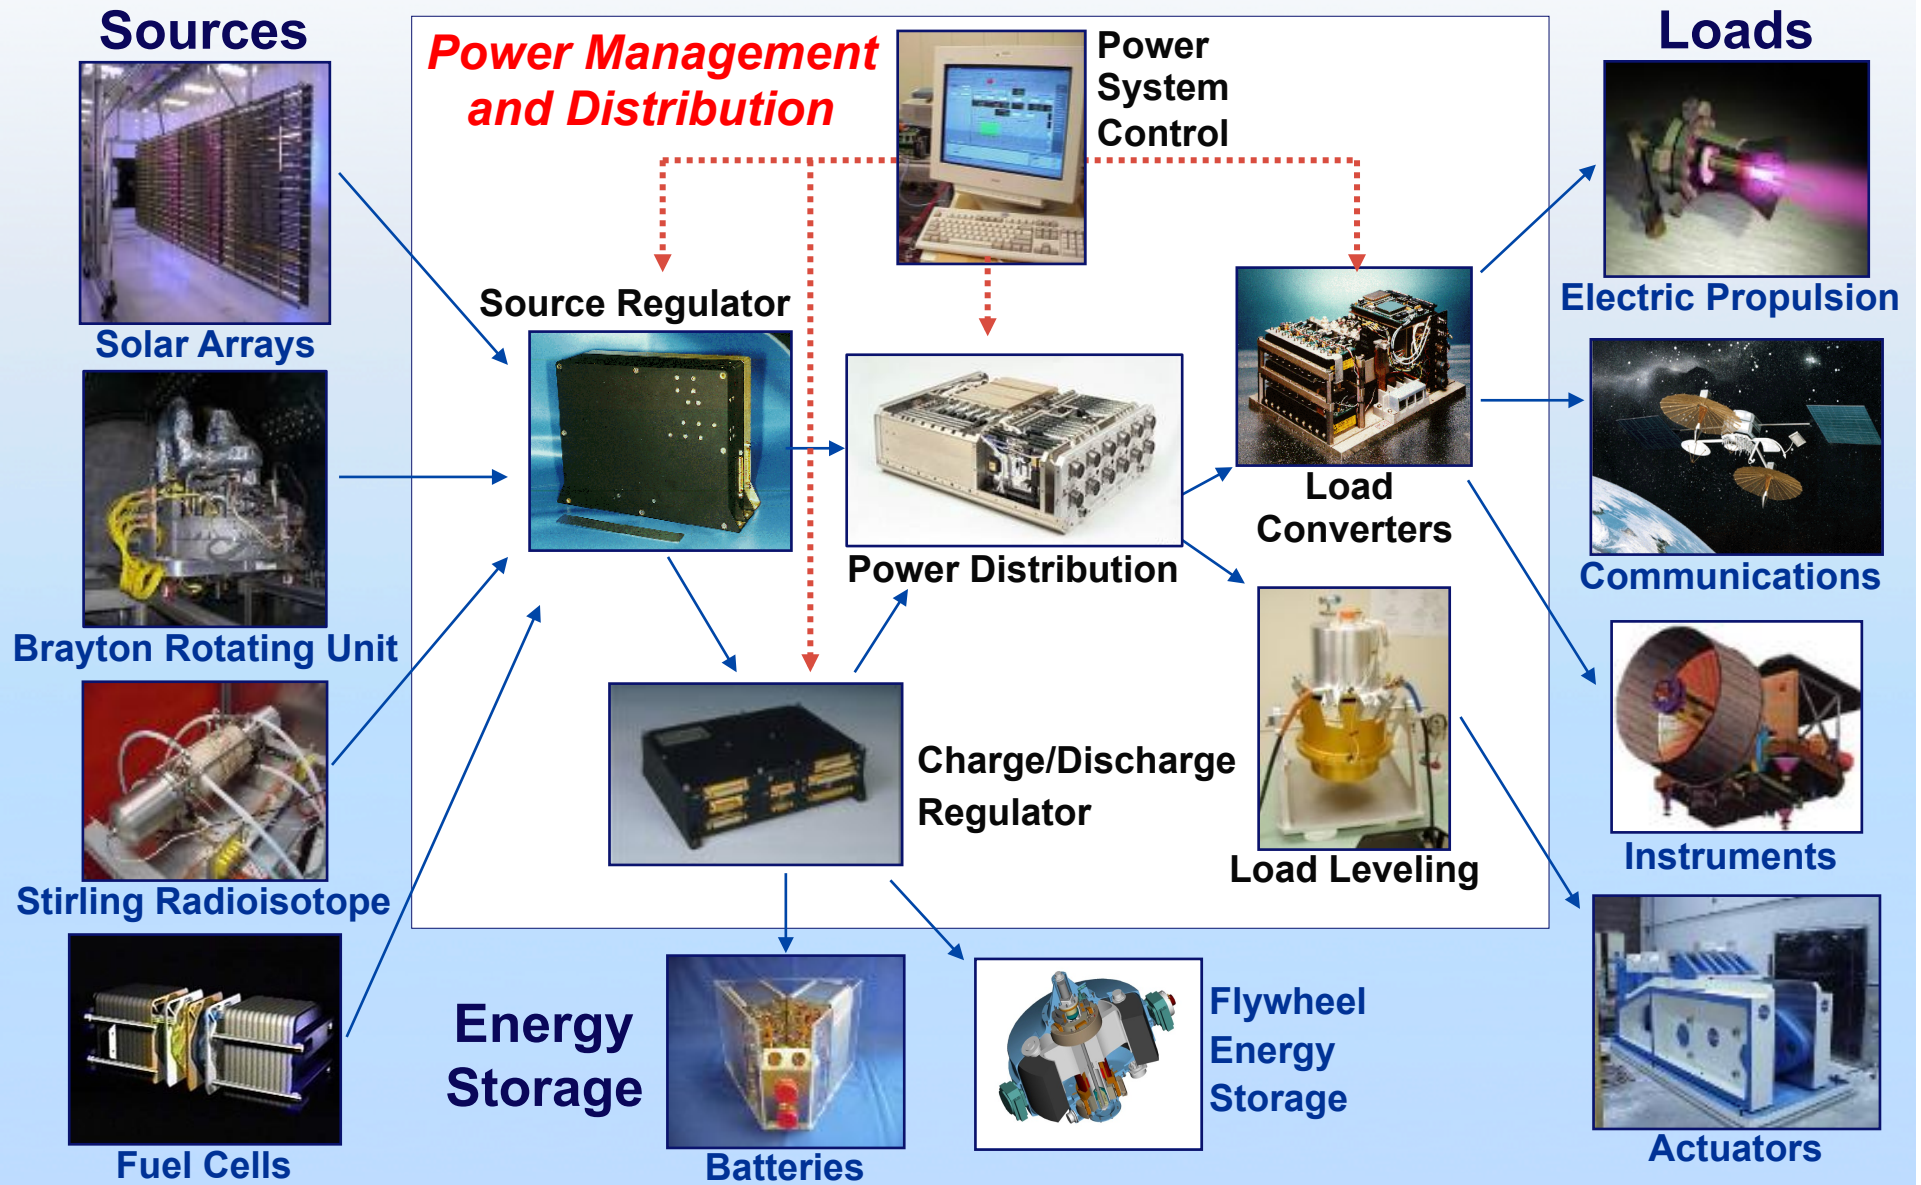 Sources
Solar Arrays
Brayton Rotating Unit
Stirling Radioisotope
Fuel Cells
Power Management
and Distribution
Power
System
Control
Source Regulator
Power Distribution
Load
Converters
Charge/Discharge
Regulator
Load Leveling
Energy
Storage
Batteries
Flywheel
Energy
Storage
Loads
Electric Propulsion
Communications
Instruments
Actuators